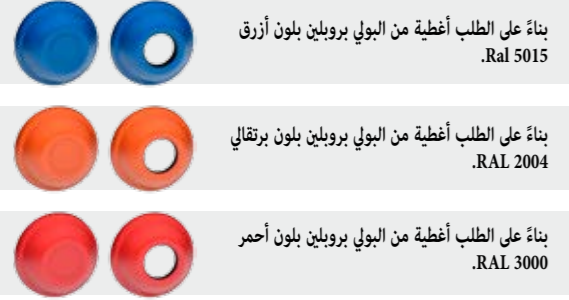 بناءً على الطلب أغطية من البولي بروبلين بلون أزرق
Ral 5015.
بناءً على الطلب أغطية من البولي بروبلين بلون برتقالي
RAL 2004.
بناءً على الطلب أغطية من البولي بروبلين بلون أحمر
RAL 3000.